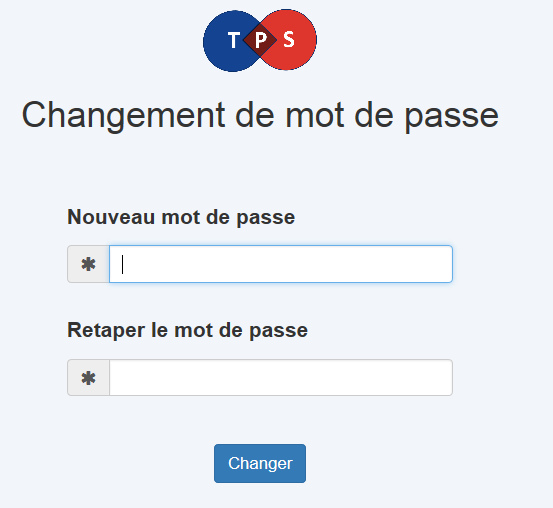 T P S
Changement de mot de passe
Nouveau mot de passe
Retaper le mot de passe
Changer